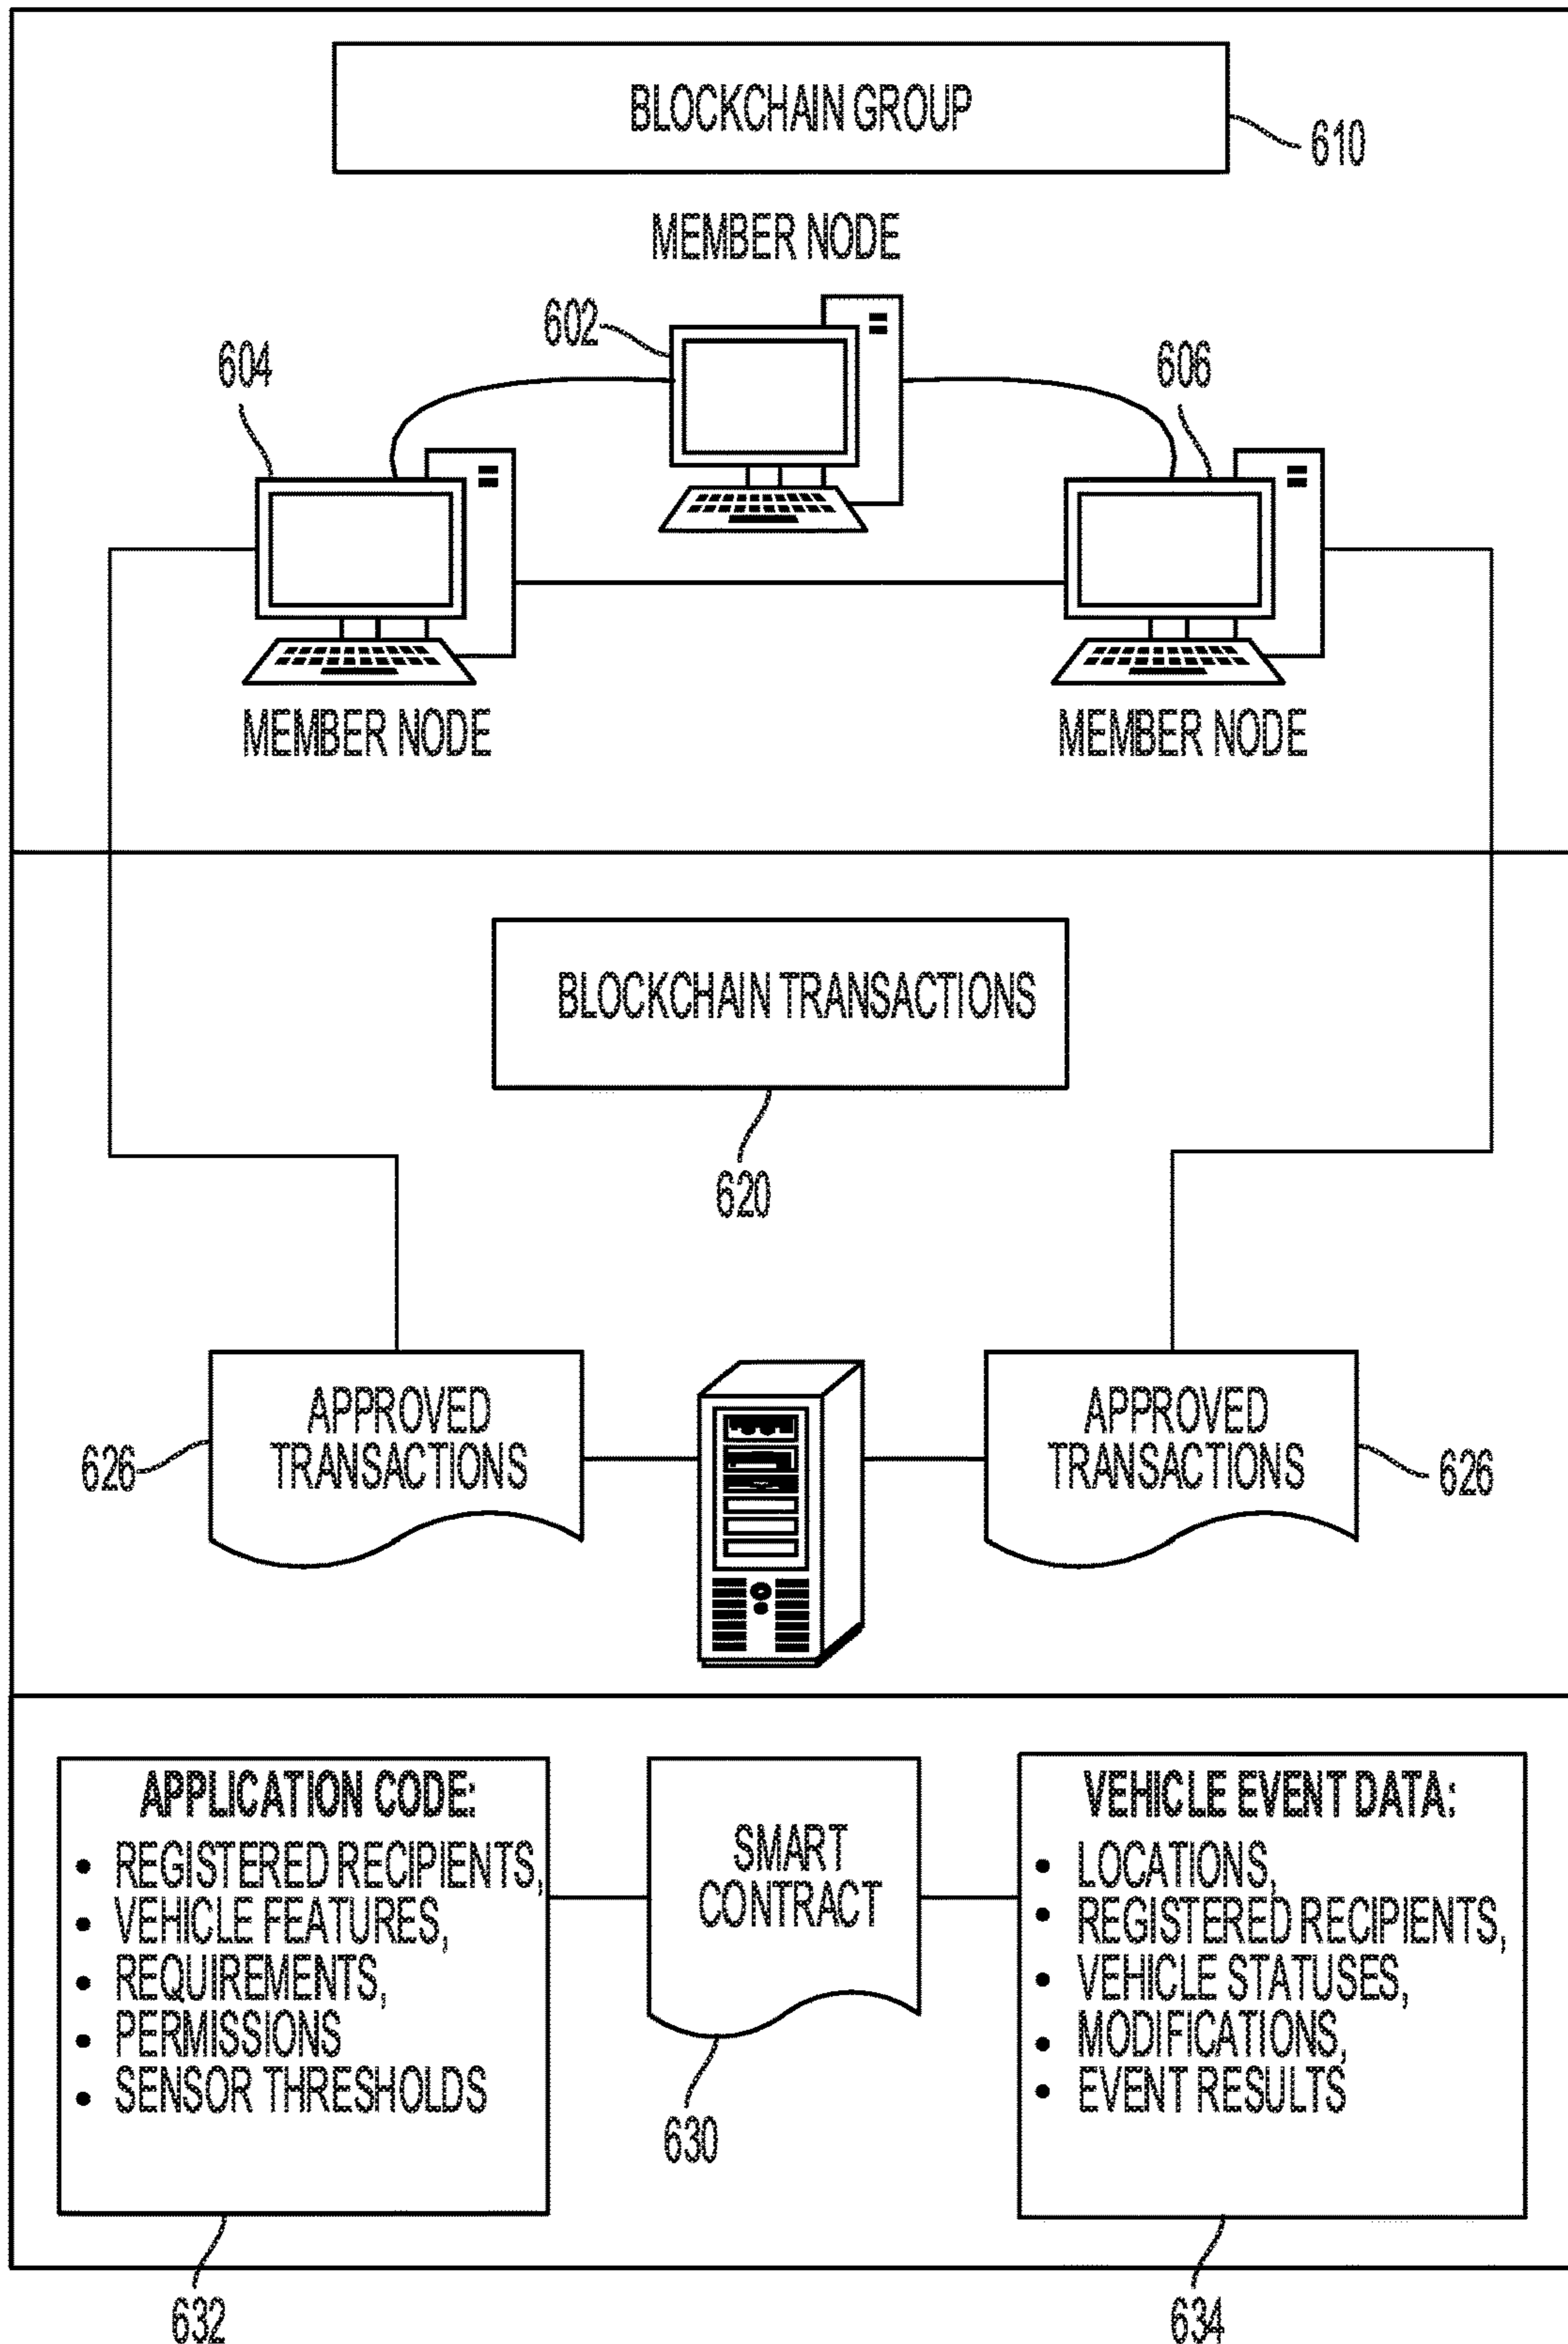 BLOCKCHAIN GROUP
610
MEMBER NODE
602
604
606
MEMBER NODE
MEMBER NODE
BLOCKCHAIN TRANSACTIONS
620
APPROVED
TRANSACTIONS
626
APPROVED
TRANSACTIONS
626
APPLICATION CODE:
• REGISTERED RECIPIENTS,
• VEHICLE FEATURES,
• REQUIREMENTS,
• PERMISSIONS
• SENSOR THRESHOLDS
632
SMART
CONTRACT
630
VEHICLE EVENT DATA:
• LOCATIONS,
• REGISTERED RECIPIENTS,
• VEHICLE STATUSES,
• MODIFICATIONS,
• EVENT RESULTS
634